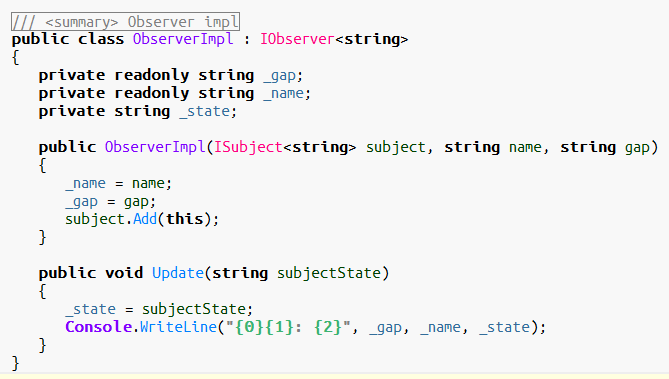 /// <summary> Observer impl
public class ObserverImpl : IObserver<string>
{
private readonly string _gap;
private readonly string _name;
private string _state;
public ObserverImpl(ISubject<string> subject, string name, string gap)
{
_name = name;
_gap = gap;
subject.Add(this);
}
public void Update(string subjectState)
{
_state = subjectState;
Console.WriteLine("{0}{1}: {2}", _gap, _name, _state);
}
}